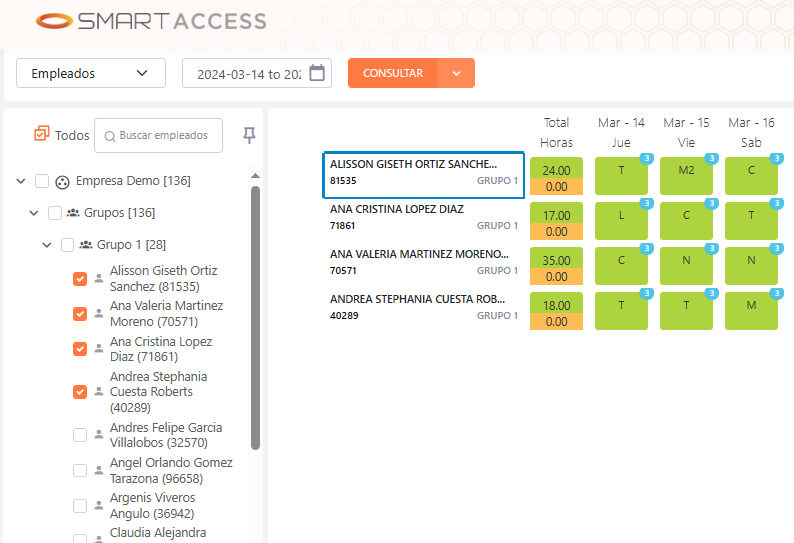 SMART ACCESS
Empleados
2024-03-14 to 202
CONSULTAR
Todos
Buscar empleados
Empresa Demo [136]
Grupos [136]
Grupo 1 [28]
Alisson Giseth Ortiz
Sanchez (81535)
Ana Valeria Martinez
Moreno (70571)
Ana Cristina Lopez
Diaz (71861)
Andrea Stephania
Cuesta Roberts
(40289)
Andres Felipe Garcia
Villalobos (32570)
Angel Orlando Gomez
Tarazona (96658)
Argenis Viveros
Angulo (36942)
Claudia Alejandra
Total Mar - 14 Mar - 15 Mar - 16
Horas Jue Vie Sab
3 3 3
ALISSON GISETH ORTIZ SANCHE... 24.00 T M2 C
81535 GRUPO 1 0.00
3 3 3
ANA CRISTINA LOPEZ DIAZ 17.00 L C T
71861 GRUPO 1 0.00
3 3 3
ANA VALERIA MARTINEZ MORENO... 35.00 C N N
70571 GRUPO 1 0.00
3 3 3
ANDREA STEPHANIA CUESTA ROB... 18.00 T T M
40289 GRUPO 1 0.00